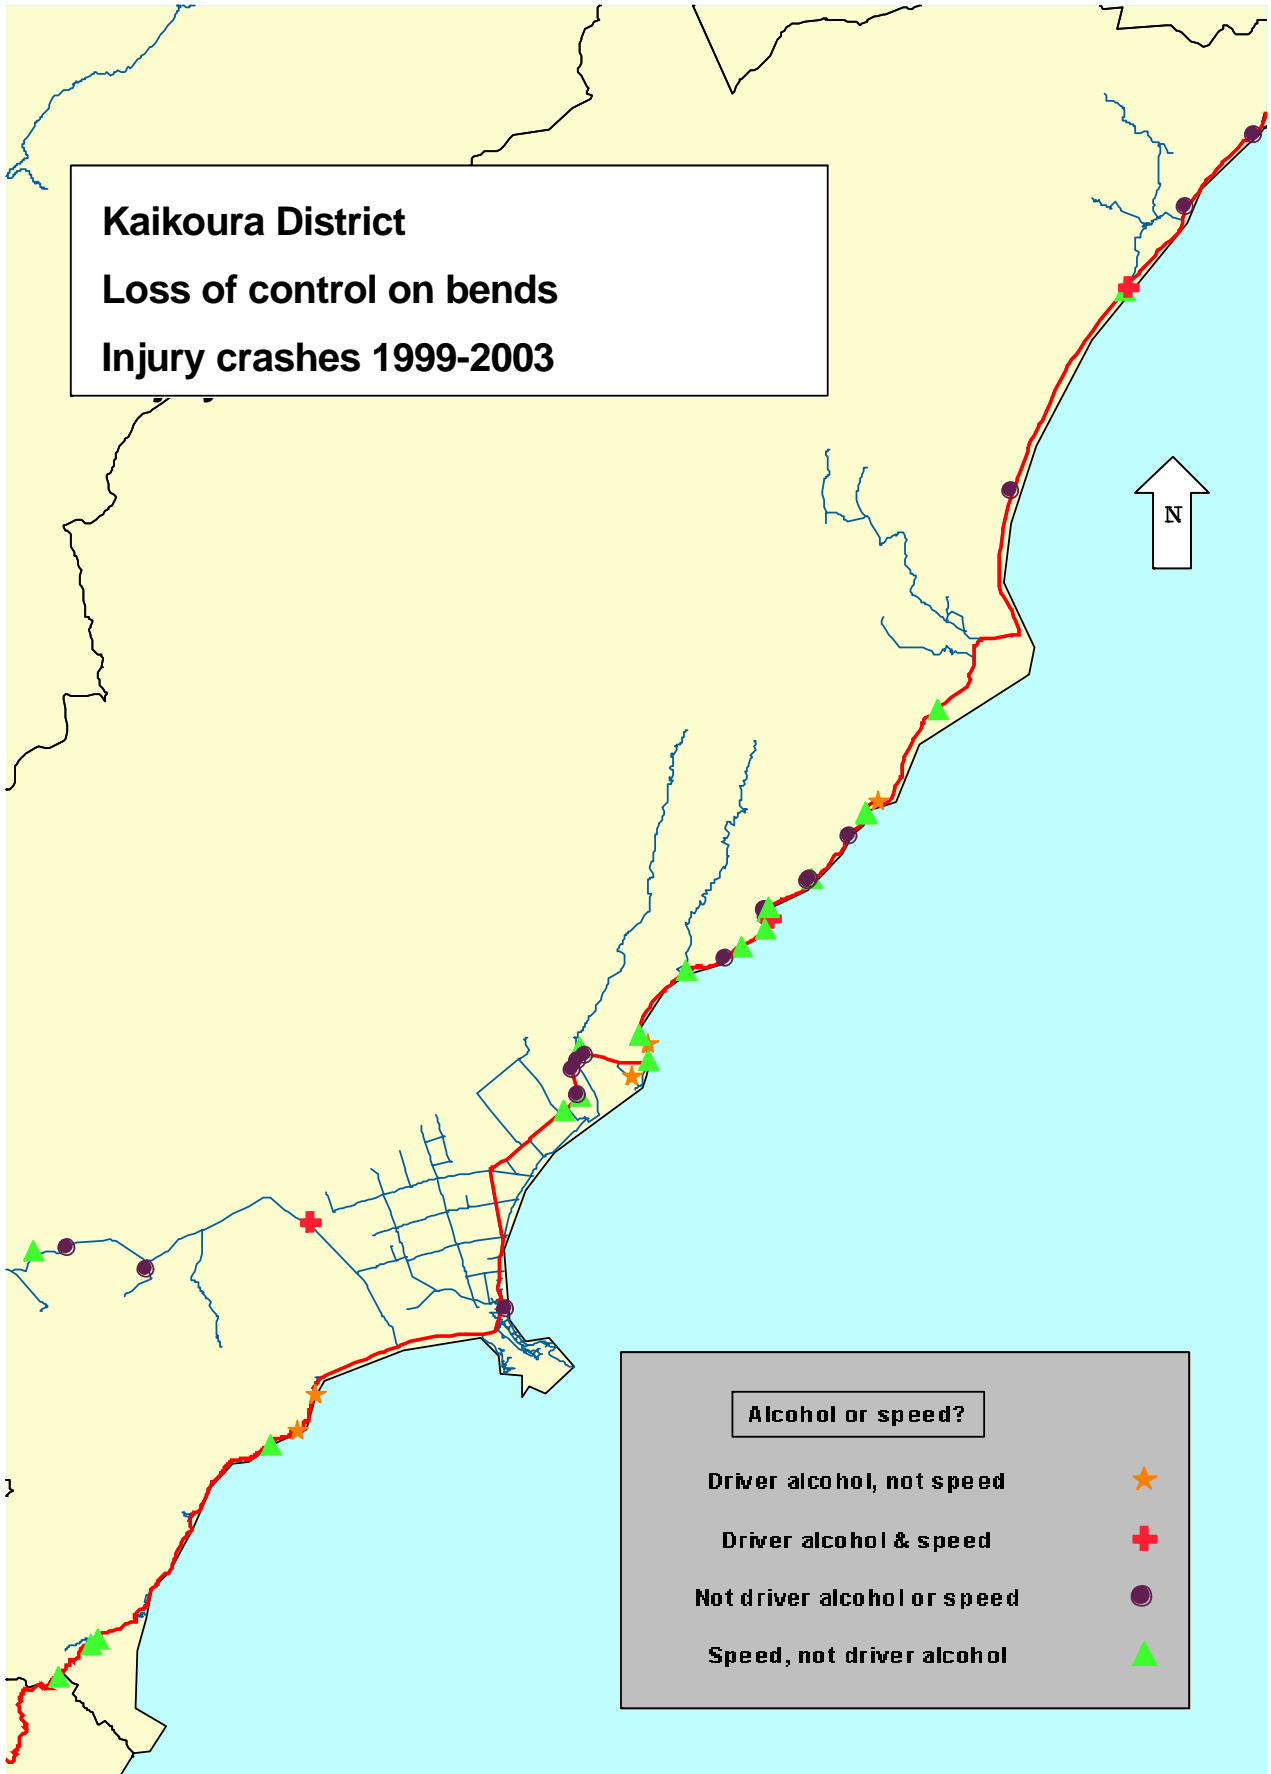 Kaikoura District
Loss of control on bends
Injury crashes 1999-2003
N
Alcohol or speed?
Driver alcohol, not speed
Driver alcohol & speed
Not driver alcohol or speed
Speed, not driver alcohol